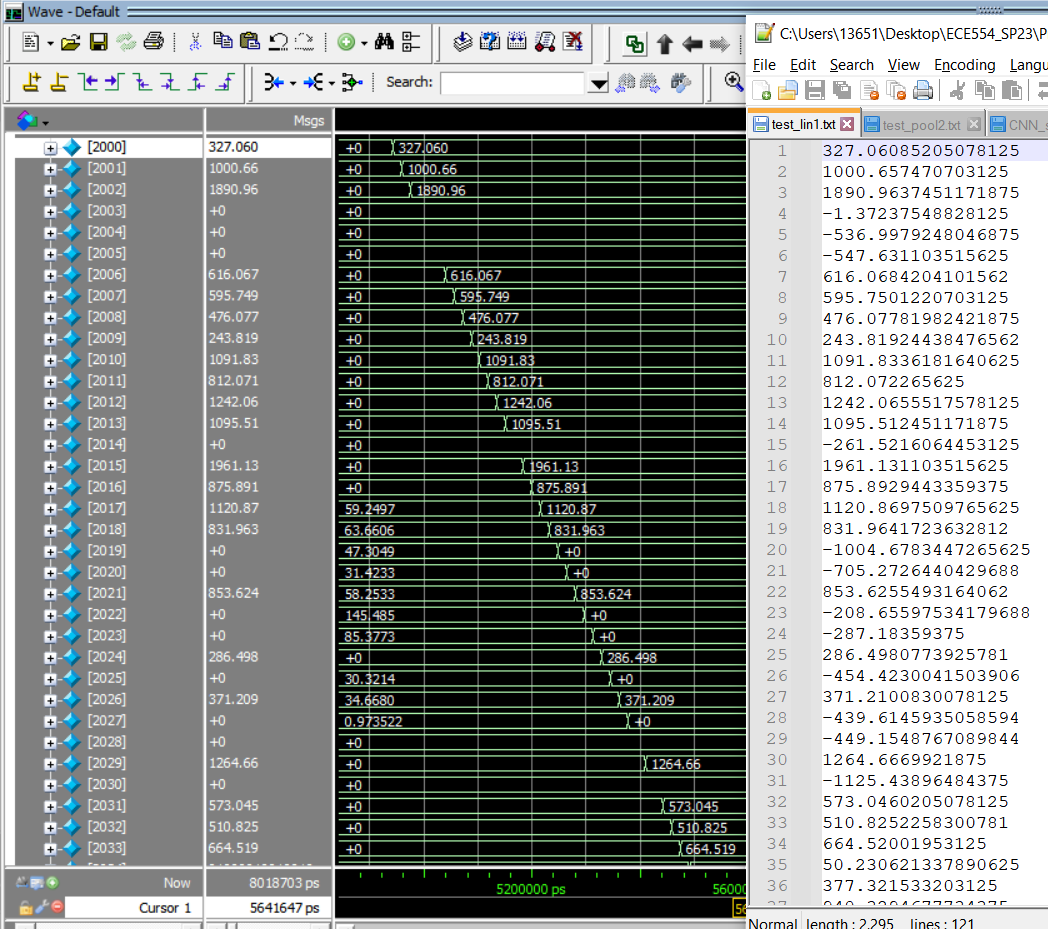 Wave - Default
Search:
Msgs
[2000] 327.060 +0 327.060
[2001] 1000.66 +0 1000.66
[2002] 1890.96 +0 1890.96
[2003] +0 +0
[2004] +0 +0
[2005] +0 +0
[2006] 616.067 +0 616.067
[2007] 595.749 +0 595.749
[2008] 476.077 +0 476.077
[2009] 243.819 +0 243.819
[2010] 1091.83 +0 1091.83
[2011] 812.071 +0 812.071
[2012] 1242.06 +0 1242.06
[2013] 1095.51 +0 1095.51
[2014] +0 +0
[2015] 1961.13 +0 1961.13
[2016] 875.891 +0 875.891
[2017] 1120.87 59.2497 1120.87
[2018] 831.963 63.6606 831.963
[2019] +0 47.3049 +0
[2020] +0 31.4233 +0
[2021] 853.624 58.2533 853.624
[2022] +0 145.485 +0
[2023] +0 85.3773 +0
[2024] 286.498 +0 286.498
[2025] +0 30.3214 +0
[2026] 371.209 34.6680 371.209
[2027] +0 0.973522 +0
[2028] +0 +0
[2029] 1264.66 +0 1264.66
[2030] +0 +0
[2031] 573.045 +0 573.045
[2032] 510.825 +0 510.825
[2033] 664.519 +0 664.519
Now 8018703 ps 5200000 ps 56000
Cursor 1 5641647 ps 56
C:\Users\13651\Desktop\ECE554_SP23\P
File Edit Search View Encoding Langu
test_lin1.txt test_pool2.txt CNN_s
1 327.06085205078125
2 1000.657470703125
3 1890.9637451171875
4 -1.37237548828125
5 -536.9979248046875
6 -547.631103515625
7 616.0684204101562
8 595.7501220703125
9 476.07781982421875
10 243.81924438476562
11 1091.8336181640625
12 812.072265625
13 1242.0655517578125
14 1095.512451171875
15 -261.5216064453125
16 1961.131103515625
17 875.8929443359375
18 1120.8697509765625
19 831.9641723632812
20 -1004.6783447265625
21 -705.2726440429688
22 853.6255493164062
23 -208.65597534179688
24 -287.18359375
25 286.4980773925781
26 -454.4230041503906
27 371.2100830078125
28 -439.6145935058594
29 -449.1548767089844
30 1264.6669921875
31 -1125.43896484375
32 573.0460205078125
33 510.8252258300781
34 664.52001953125
35 50.230621337890625
36 377.321533203125
Normal length : 2,295 lines : 121